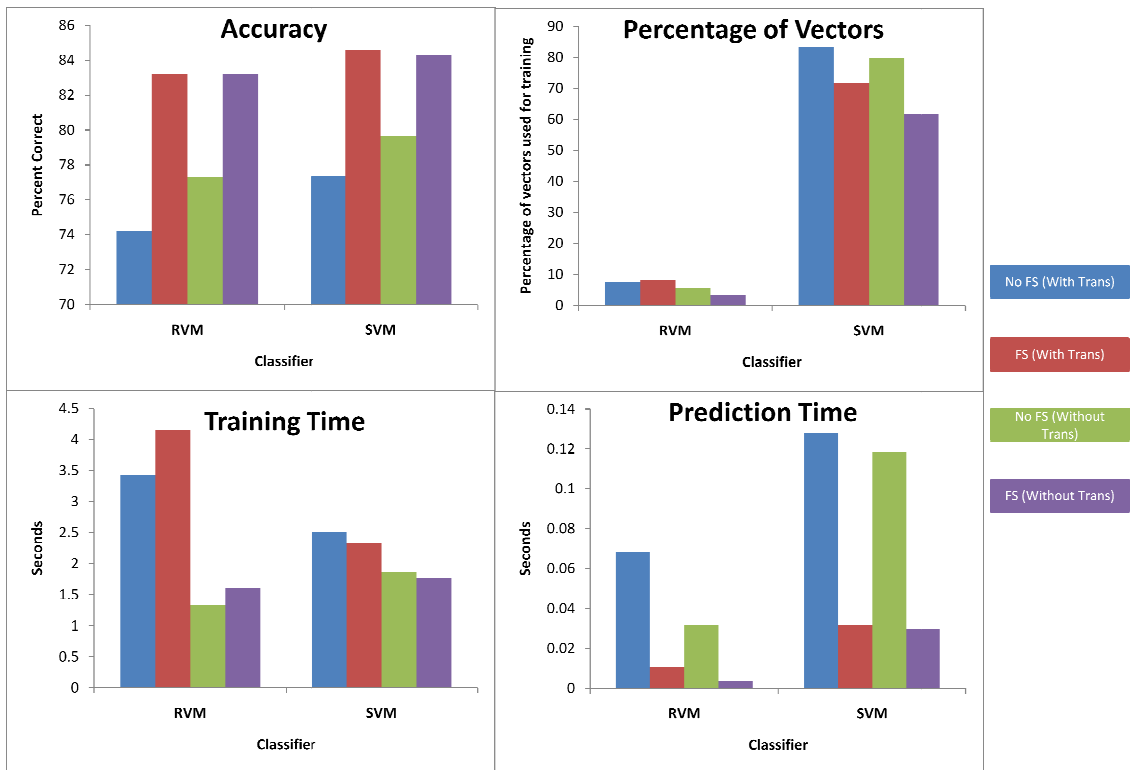 Accuracy
Percent Correct
86
84
82
80
78
76
74
72
70
RVM
SVM
Classifier
Percentage of Vectors
Percentage of vectors used for training
90
80
70
60
50
40
30
20
10
0
RVM
SVM
Classifier
No FS (With Trans)
FS (With Trans)
No FS (Without
Trans)
FS (Without Trans)
Training Time
Seconds
4.5
4
3.5
3
2.5
2
1.5
1
0.5
0
RVM
SVM
Classifier
Prediction Time
Seconds
0.14
0.12
0.1
0.08
0.06
0.04
0.02
0
RVM
SVM
Classifier